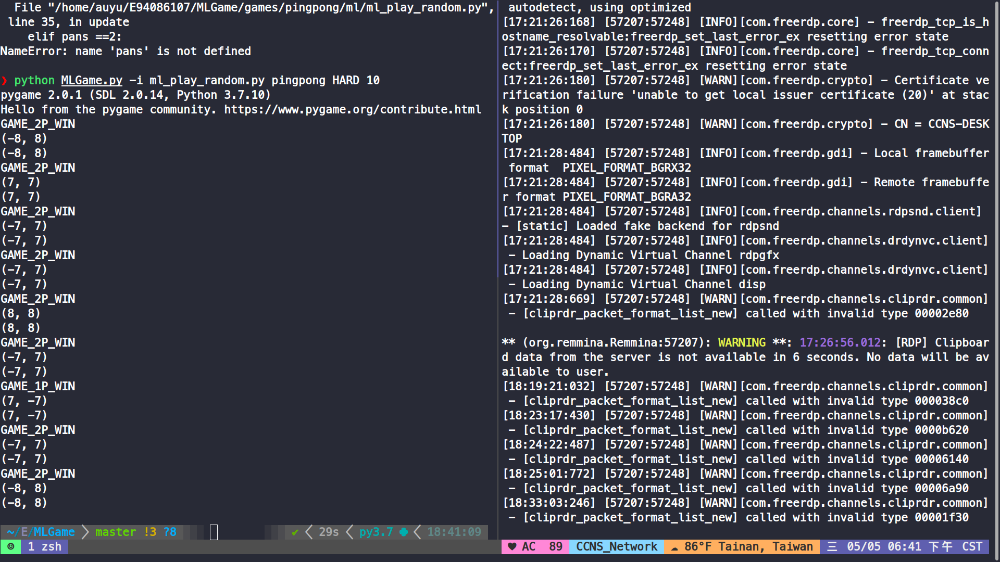 File "/home/auyu/E94086107/MLGame/games/pingpong/ml/ml_play_random.py",
line 35, in update
elif pans ==2:
NameError: name 'pans' is not defined
❯ python MLGame.py -i ml_play_random.py pingpong HARD 10
pygame 2.0.1 (SDL 2.0.14, Python 3.7.10)
Hello from the pygame community. https://www.pygame.org/contribute.html
GAME_2P_WIN
(-8, 8)
(-8, 8)
GAME_2P_WIN
(7, 7)
(7, 7)
GAME_2P_WIN
(-7, 7)
(-7, 7)
GAME_2P_WIN
(-7, 7)
(-7, 7)
GAME_2P_WIN
(8, 8)
(8, 8)
GAME_2P_WIN
(-7, 7)
(-7, 7)
GAME_1P_WIN
(7, -7)
(7, -7)
GAME_2P_WIN
(-7, 7)
(-7, 7)
GAME_2P_WIN
(-8, 8)
(-8, 8)
~/E/MLGame master !3 ?8 ✔ 29s py3.7 18:41:09
autodetect, using optimized
[17:21:26:168] [57207:57248] [INFO][com.freerdp.core] - freerdp_tcp_is_h
ostname_resolvable:freerdp_set_last_error_ex resetting error state
[17:21:26:170] [57207:57248] [INFO][com.freerdp.core] - freerdp_tcp_conn
ect:freerdp_set_last_error_ex resetting error state
[17:21:26:180] [57207:57248] [WARN][com.freerdp.crypto] - Certificate ve
rification failure 'unable to get local issuer certificate (20)' at stac
k position 0
[17:21:26:180] [57207:57248] [WARN][com.freerdp.crypto] - CN = CCNS-DESK
TOP
[17:21:28:484] [57207:57248] [INFO][com.freerdp.gdi] - Local framebuffer
format  PIXEL_FORMAT_BGRX32
[17:21:28:484] [57207:57248] [INFO][com.freerdp.gdi] - Remote framebuffe
r format PIXEL_FORMAT_BGRA32
[17:21:28:484] [57207:57248] [INFO][com.freerdp.channels.rdpsnd.client]
- [static] Loaded fake backend for rdpsnd
[17:21:28:484] [57207:57248] [INFO][com.freerdp.channels.drdynvc.client]
- Loading Dynamic Virtual Channel rdpgfx
[17:21:28:484] [57207:57248] [INFO][com.freerdp.channels.drdynvc.client]
- Loading Dynamic Virtual Channel disp
[17:21:28:669] [57207:57248] [WARN][com.freerdp.channels.cliprdr.common]
- [cliprdr_packet_format_list_new] called with invalid type 00002e80
** (org.remmina.Remmina:57207): WARNING **: 17:26:56.012: [RDP] Clipboar
d data from the server is not available in 6 seconds. No data will be av
ailable to user.
[18:19:21:032] [57207:57248] [WARN][com.freerdp.channels.cliprdr.common]
- [cliprdr_packet_format_list_new] called with invalid type 000038c0
[18:23:17:430] [57207:57248] [WARN][com.freerdp.channels.cliprdr.common]
- [cliprdr_packet_format_list_new] called with invalid type 0000b620
[18:24:22:487] [57207:57248] [WARN][com.freerdp.channels.cliprdr.common]
- [cliprdr_packet_format_list_new] called with invalid type 00006140
[18:25:01:772] [57207:57248] [WARN][com.freerdp.channels.cliprdr.common]
- [cliprdr_packet_format_list_new] called with invalid type 00006a90
[18:33:03:246] [57207:57248] [WARN][com.freerdp.channels.cliprdr.common]
- [cliprdr_packet_format_list_new] called with invalid type 00001f30
☺ 1 zsh ♥ AC 89 CCNS_Network ☁ 86°F Tainan, Taiwan 三 05/05 06:41 下午 CST